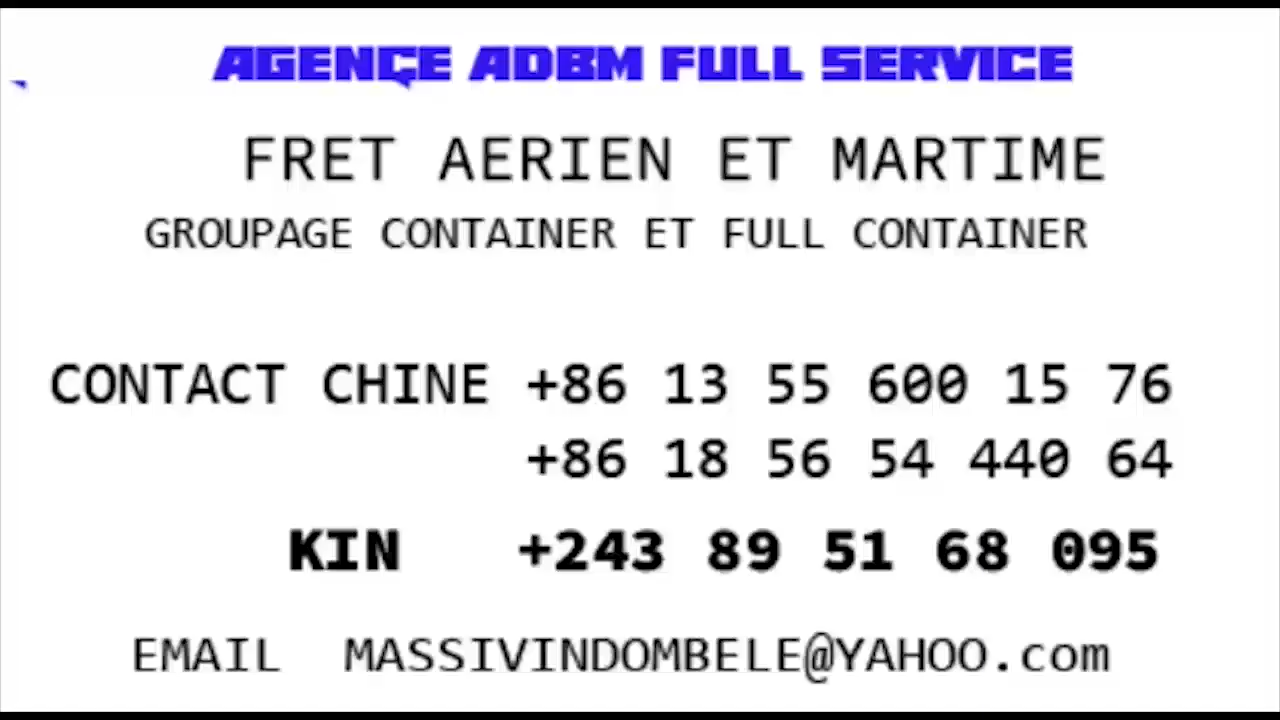 AGENCE ADBM FULL SERVICE
FRET AERIEN ET MARTIME
GROUPAGE CONTAINER ET FULL CONTAINER
CONTACT CHINE +86 13 55 600 15 76
+86 18 56 54 440 64
KIN +243 89 51 68 095
EMAIL MASSIVINDOMBELE@YAHOO.com